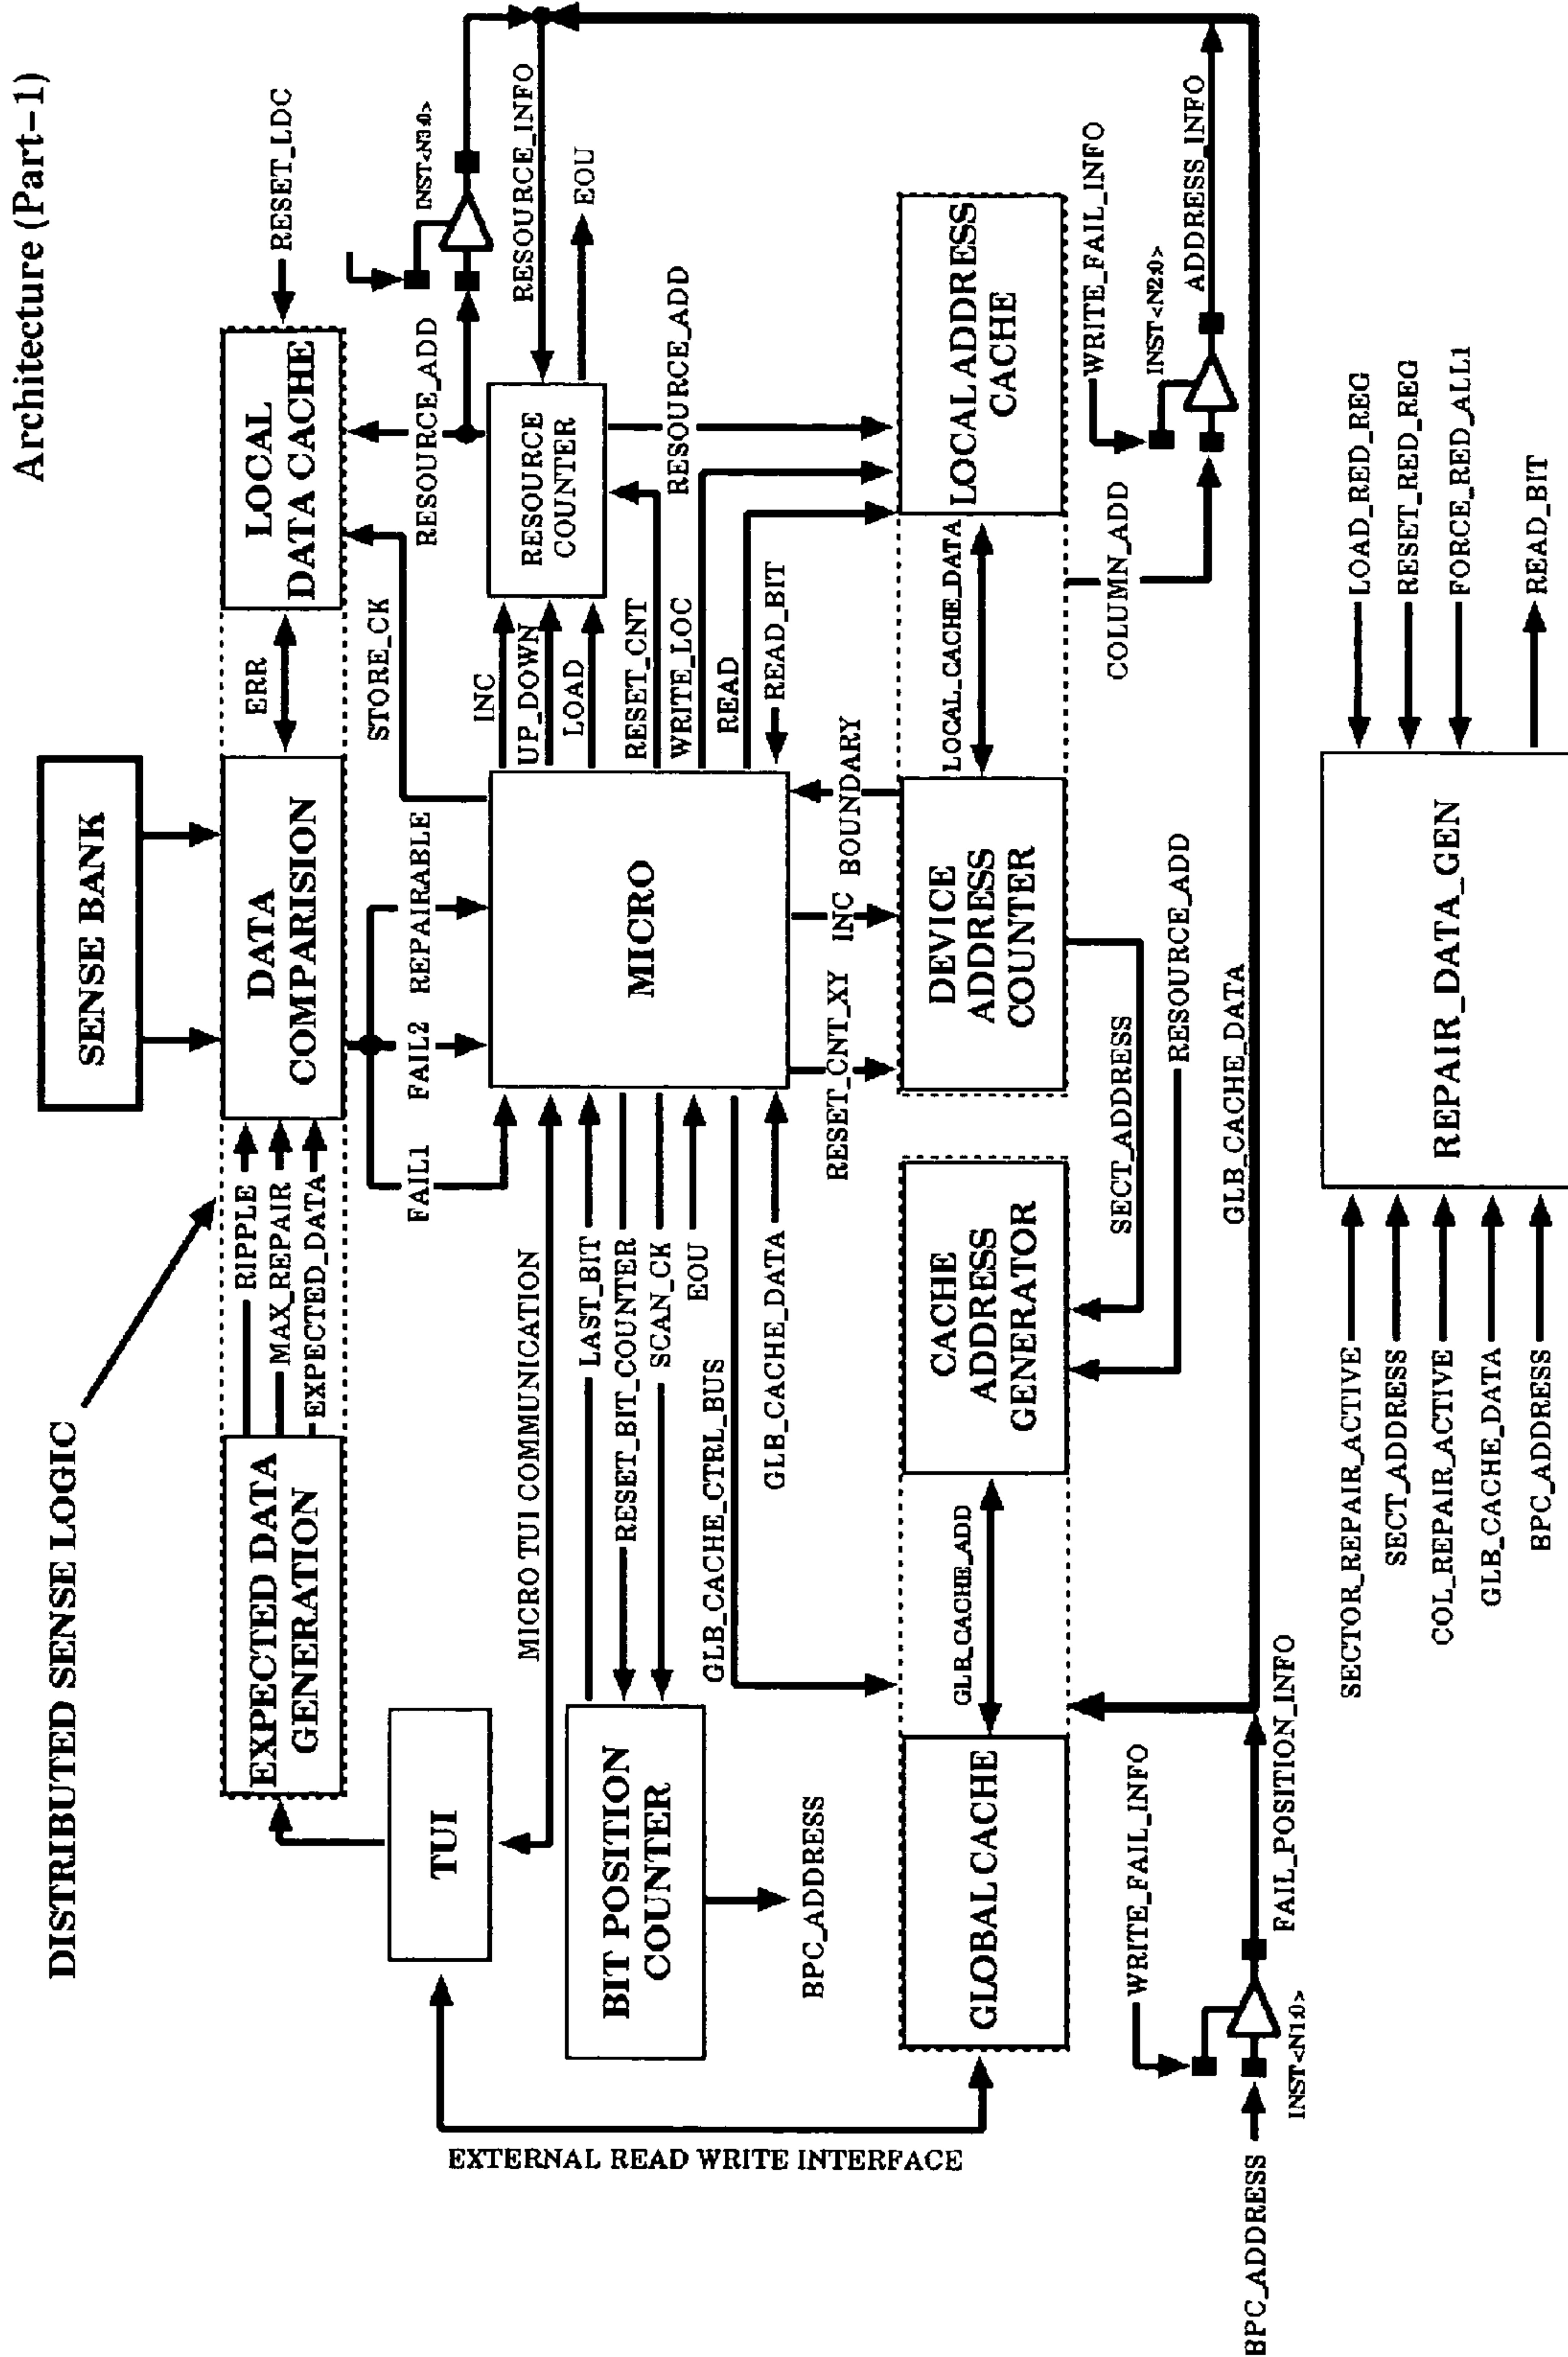 Architecture (Part-1)
DISTRIBUTED SENSE LOGIC
SENSE BANK
EXPECTED DATA
GENERATION
RIPPLE
MAX_REPAIR
EXPECTED_DATA
DATA
COMPARISION
ERR
LOCAL
DATA CACHE
RESET_LDC
TUI
FAIL1
FAIL2
REPAIRABLE
STORE_CK
RESOURCE_ADD
INST<N3:0>
MICRO TUI COMMUNICATION
BIT POSITION
COUNTER
LAST_BIT
RESET_BIT_COUNTER
SCAN_CK
EOU
GLB_CACHE_CTRL_BUS
GLB_CACHE_DATA
MICRO
INC
UP_DOWN
LOAD
RESET_CNT
WRITE_LOC
READ
READ_BIT
RESOURCE
COUNTER
RESOURCE_INFO
EOU
RESOURCE_ADD
BPC_ADDRESS
RESET_CNT_XY
INC
BOUNDARY
EXTERNAL READ WRITE INTERFACE
GLOBAL CACHE
GLB_CACHE_ADD
CACHE
ADDRESS
GENERATOR
DEVICE
ADDRESS
COUNTER
LOCAL_CACHE_DATA
LOCAL ADDRESS
CACHE
SECT_ADDRESS
RESOURCE_ADD
COLUMN_ADD
WRITE_FAIL_INFO
INST<N2:0>
ADDRESS_INFO
WRITE_FAIL_INFO
BPC_ADDRESS
INST<N1:0>
FAIL_POSITION_INFO
GLB_CACHE_DATA
SECTOR_REPAIR_ACTIVE
SECT_ADDRESS
COL_REPAIR_ACTIVE
GLB_CACHE_DATA
BPC_ADDRESS
REPAIR_DATA_GEN
LOAD_RED_REG
RESET_RED_REG
FORCE_RED_ALL1
READ_BIT